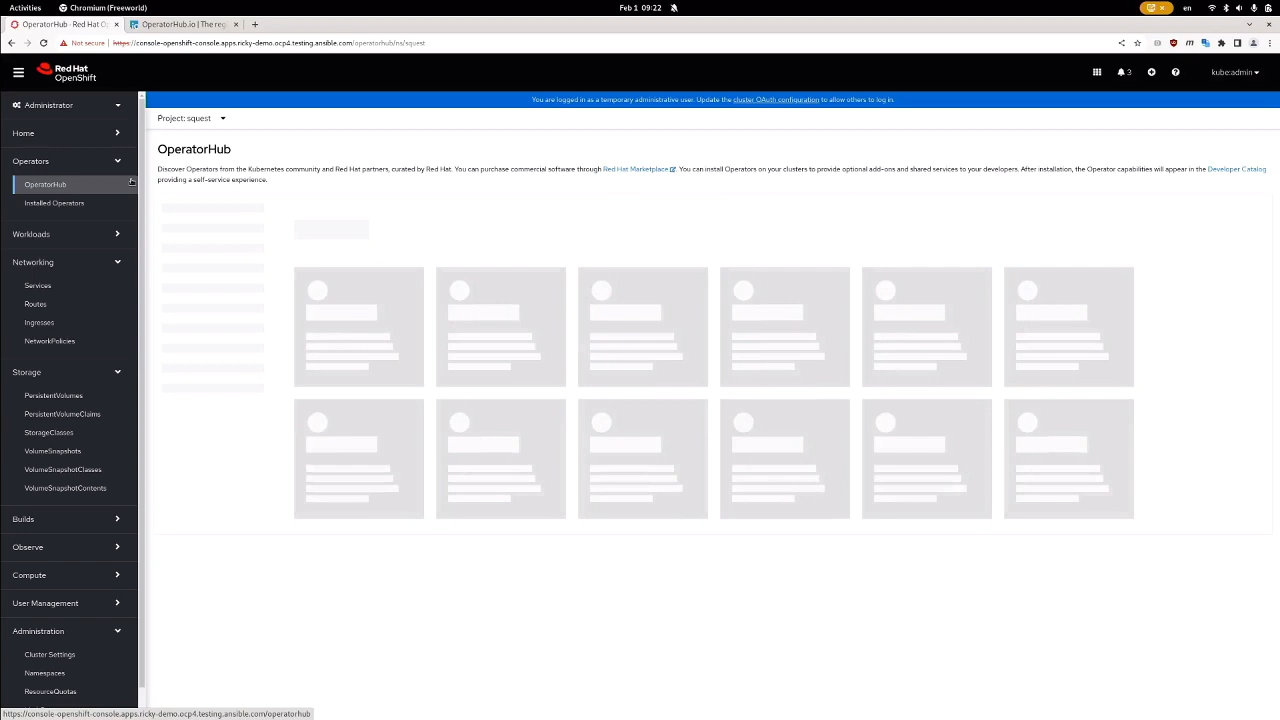 Activities
Chromium (Freeworld)
Feb 1 09:22
en
OperatorHub · Red Hat Op
OperatorHub.io | The reg
Not secure
https://console-openshift-console.apps.ricky-demo.ocp4.testing.ansible.com/operatorhub/ns/squest
Red Hat
OpenShift
3
kube:admin
Administrator
Home
Operators
OperatorHub
Installed Operators
Workloads
Networking
Services
Routes
Ingresses
NetworkPolicies
Storage
PersistentVolumes
PersistentVolumeClaims
StorageClasses
VolumeSnapshots
VolumeSnapshotClasses
VolumeSnapshotContents
Builds
Observe
Compute
User Management
Administration
Cluster Settings
Namespaces
ResourceQuotas
You are logged in as a temporary administrative user. Update the cluster OAuth configuration to allow others to log in.
Project: squest
OperatorHub
Discover Operators from the Kubernetes community and Red Hat partners, curated by Red Hat. You can purchase commercial software through Red Hat Marketplace. You can install Operators on your clusters to provide optional add-ons and shared services to your developers. After installation, the Operator capabilities will appear in the Developer Catalog
providing a self-service experience.
https://console-openshift-console.apps.ricky-demo.ocp4.testing.ansible.com/operatorhub